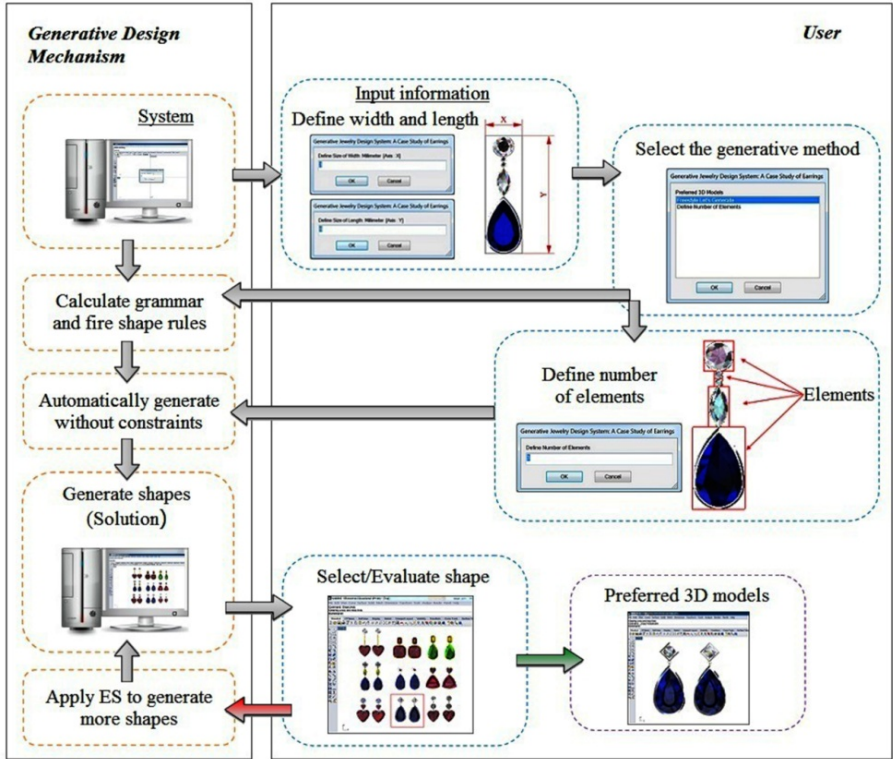 Generative Design
Mechanism
User
System
Input information
Define width and length
Generative Jewelry Design System: A Case Study of Earrings
Define Size of Width: Millimeter (Axis : X)
OK Cancel
Generative Jewelry Design System: A Case Study of Earrings
Define Size of Length: Millimeter (Axis : Y)
OK Cancel
X
Y
Select the generative method
Generative Jewelry Design System: A Case Study of Earrings
Preferred 3D Models
Define Number of Elements
OK Cancel
Calculate grammar
and fire shape rules
Automatically generate
without constraints
Define number
of elements
Generative Jewelry Design System: A Case Study of Earrings
Define Number of Elements
OK Cancel
Elements
Generate shapes
(Solution)
Select/Evaluate shape
Preferred 3D models
Apply ES to generate
more shapes